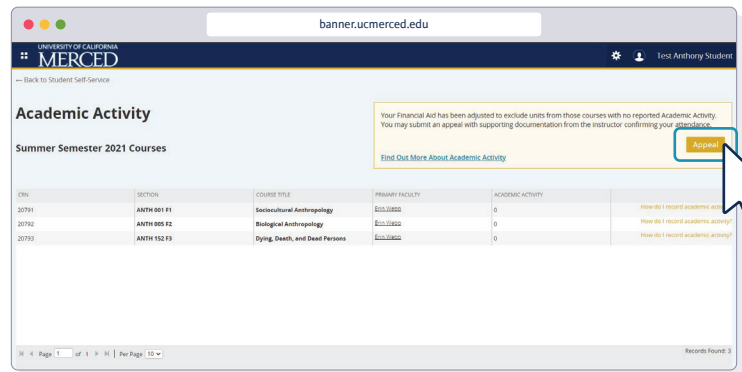 banner.ucmerced.edu
UNIVERSITY OF CALIFORNIA
MERCED
Test Anthony Student
← Back to Student Self-Service
Academic Activity
Your Financial Aid has been adjusted to exclude units from those courses with no reported Academic Activity.
You may submit an appeal with supporting documentation from the instructor confirming your attendance.
Summer Semester 2021 Courses
Appeal
Find Out More About Academic Activity
CRN SECTION COURSE TITLE PRIMARY FACULTY ACADEMIC ACTIVITY
20791 ANTH 001 F1 Sociocultural Anthropology Erin Webb 0 How do I record academic
20792 ANTH 005 F2 Biological Anthropology Erin Webb 0 How do I record academic activity?
20793 ANTH 152 F3 Dying, Death, and Dead Persons Erin Webb 0 How do I record academic activity?
Page 1 of 1 Per Page 10 Records Found: 3